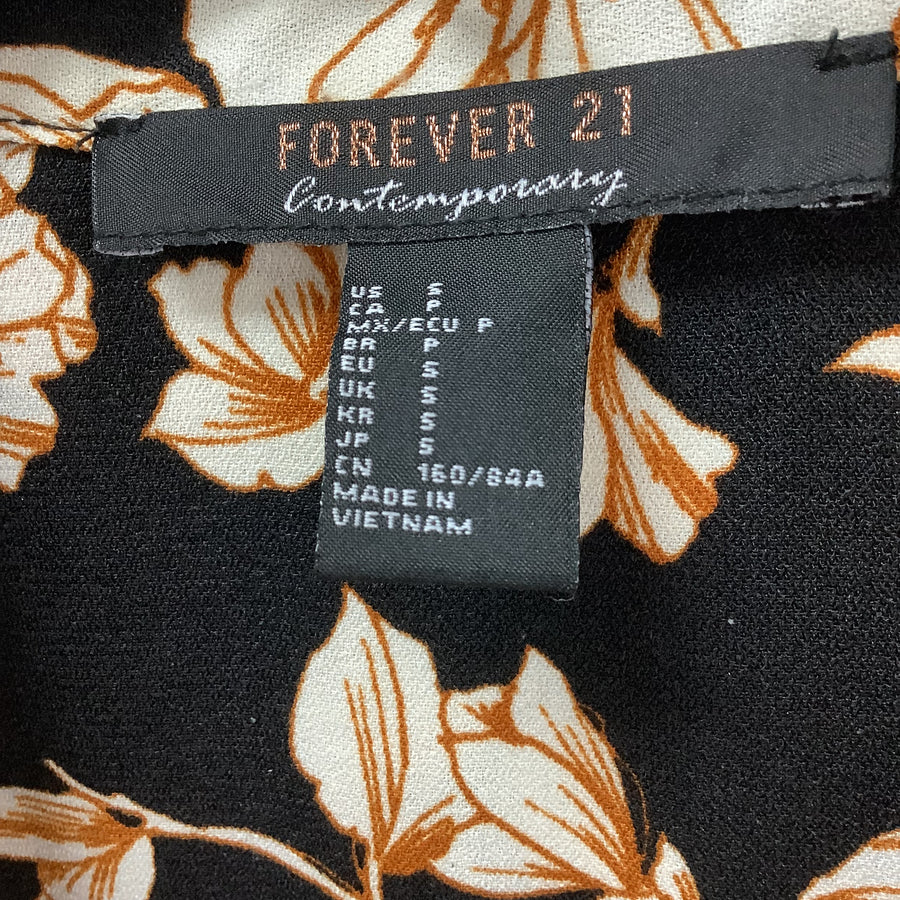 FOREVER 21
Contemporary
US S
CA P
MX/ECU P
BR P
EU S
UK S
KR S
JP S
CN 160/84A
MADE IN
VIETNAM